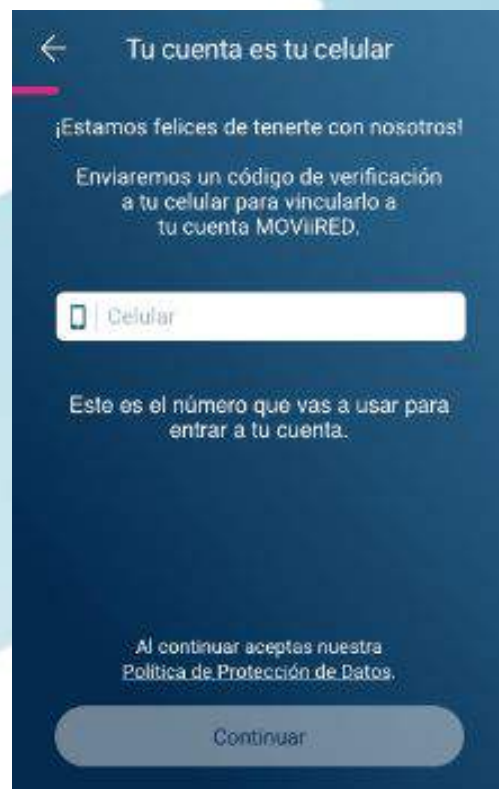 Tu cuenta es tu celular
¡Estamos felices de tenerte con nosotros!
Enviaremos un código de verificación
a tu celular para vincularlo a
tu cuenta MOViiRED.
Celular
Este es el número que vas a usar para
entrar a tu cuenta.
Al continuar aceptas nuestra
Política de Protección de Datos.
Continuar